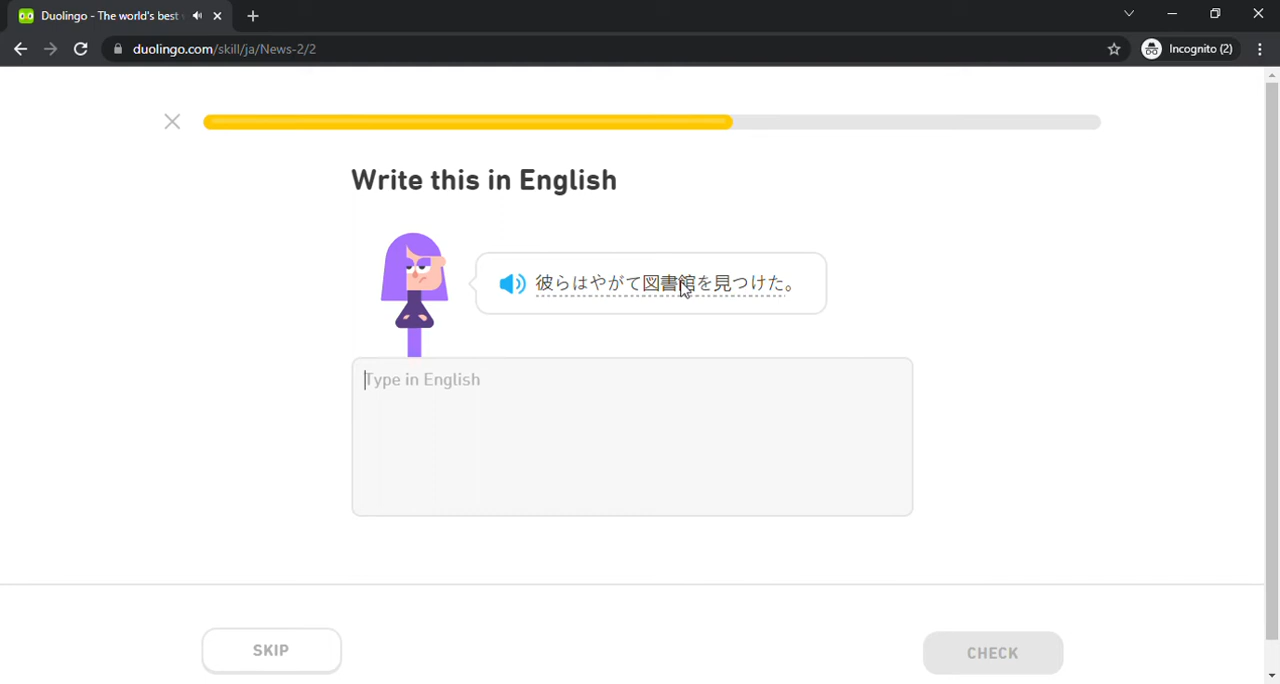 Duolingo - The world's best
duolingo.com/skill/ja/News-2/2
Incognito (2)
Write this in English
彼らはやがて図書館を見つけた。
Type in English
SKIP
CHECK